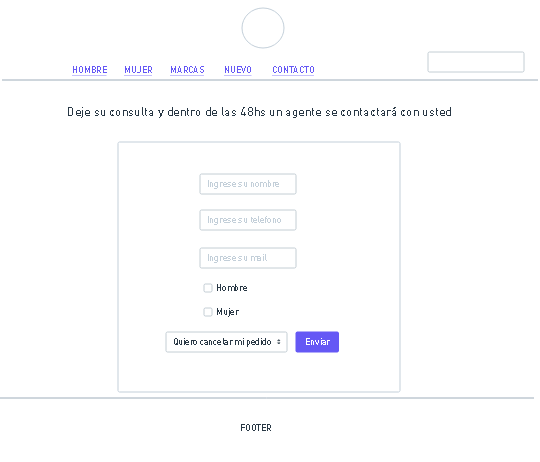 HOMBRE MUJER MARCAS NUEVO CONTACTO
Deje su consulta y dentro de las 48hs un agente se contactará con usted
Ingrese su nombre
Ingrese su telefono
Ingrese su mail
Hombre
Mujer
Quiero cancelar mi pedido Enviar
FOOTER